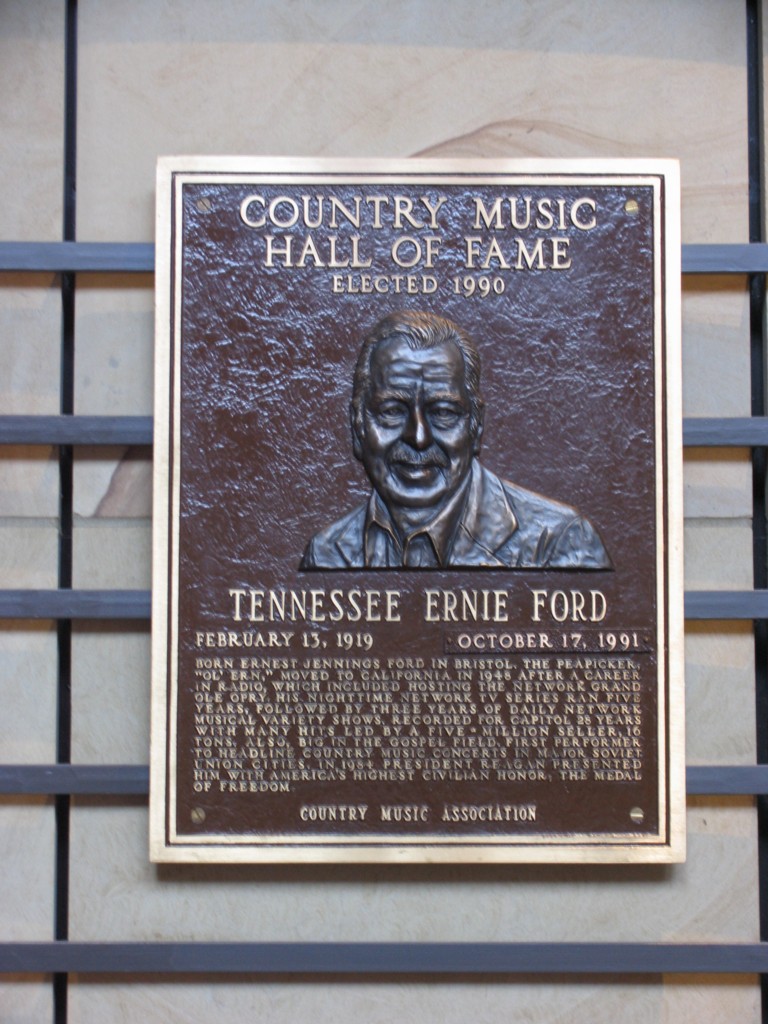 COUNTRY MUSIC
HALL OF FAME
ELECTED 1990
TENNESSEE ERNIE FORD
FEBRUARY 13, 1919 OCTOBER 17, 1991
BORN ERNEST JENNINGS FORD IN BRISTOL, THE PEAPICKER,
"OL' ERN," MOVED TO CALIFORNIA IN 1948 AFTER A CAREER
IN RADIO, WHICH INCLUDED HOSTING THE NETWORK GRAND
OLE OPRY. HIS NIGHTTIME NETWORK TV SERIES RAN FIVE
YEARS, FOLLOWED BY THREE YEARS OF DAILY NETWORK
MUSICAL VARIETY SHOWS. RECORDED FOR CAPITOL 28 YEARS
WITH MANY HITS LED BY A FIVE-MILLION SELLER, 16
TONS. ALSO, BIG IN THE GOSPEL FIELD. FIRST PERFORMER
TO HEADLINE COUNTRY MUSIC CONCERTS IN MAJOR SOVIET
UNION CITIES. IN 1984 PRESIDENT REAGAN PRESENTED
HIM WITH AMERICA'S HIGHEST CIVILIAN HONOR, THE MEDAL
OF FREEDOM.
COUNTRY MUSIC ASSOCIATION